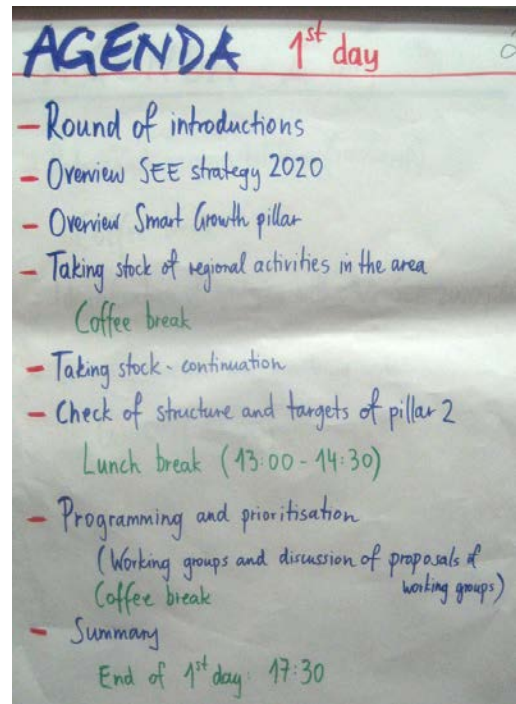 AGENDA 1st day
- Round of introductions
- Overview SEE strategy 2020
- Overview Smart Growth pillar
- Taking stock of regional activities in the area
Coffee break
- Taking stock - continuation
- Check of structure and targets of pillar 2
Lunch break (13:00 - 14:30)
- Programming and prioritisation
(Working groups and discussion of proposals of
working groups)
Coffee break
- Summary
End of 1st day: 17:30